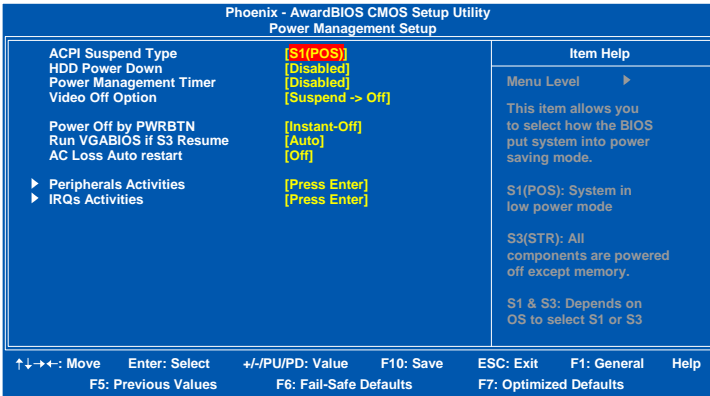 Phoenix - AwardBIOS CMOS Setup Utility
Power Management Setup
ACPI Suspend Type [S1(POS)]
HDD Power Down [Disabled]
Power Management Timer [Disabled]
Video Off Option [Suspend -> Off]
Power Off by PWRBTN [Instant-Off]
Run VGABIOS if S3 Resume [Auto]
AC Loss Auto restart [Off]
Peripherals Activities [Press Enter]
IRQs Activities [Press Enter]
Item Help
Menu Level
This item allows you
to select how the BIOS
put system into power
saving mode.
S1(POS): System in
low power mode
S3(STR): All
components are powered
off except memory.
S1 & S3: Depends on
OS to select S1 or S3
↑↓→←: Move Enter: Select +/-/PU/PD: Value F10: Save ESC: Exit F1: General Help
F5: Previous Values F6: Fail-Safe Defaults F7: Optimized Defaults